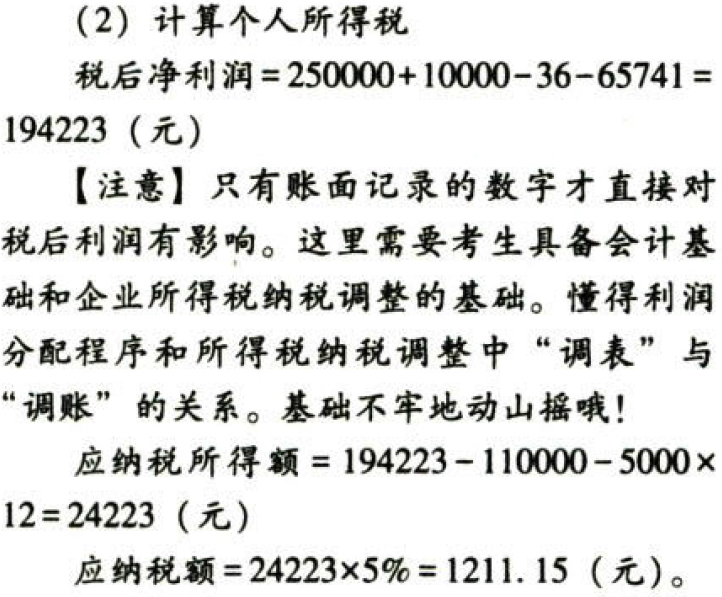 （2）计算个人所得税
税后净利润=250000+10000-36-65741=
194223（元）
【注意】只有账面记录的数字才直接对
税后利润有影响。这里需要考生具备会计基
础和企业所得税纳税调整的基础。懂得利润
分配程序和所得税纳税调整中“调表”与
“调账”的关系。基础不牢地动山摇哦！
应纳税所得额=194223-110000-5000×
12=24223（元）
应纳税额=24223×5%=1211.15（元）。